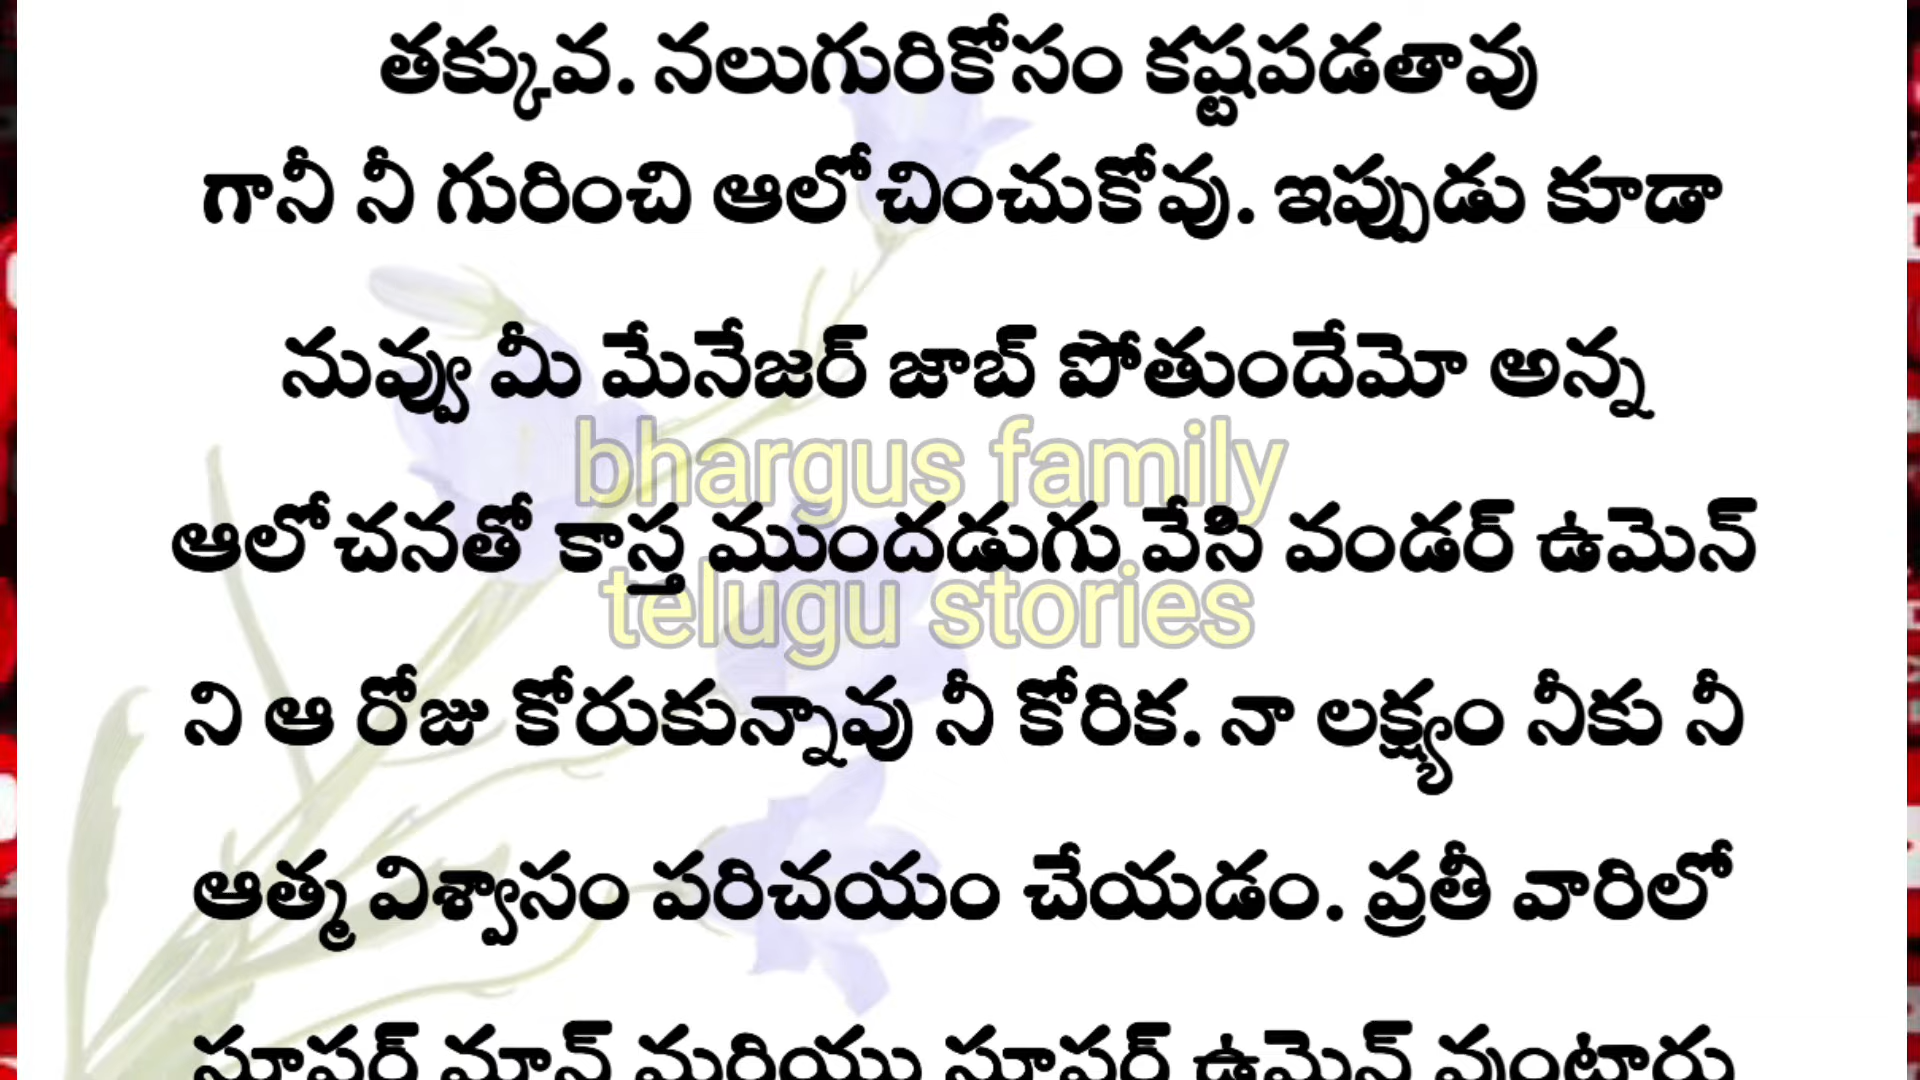 తక్కువ. నలుగురికోసం కష్టపడతావు
గానీ నీ గురించి ఆలోచించుకోవు. ఇప్పుడు కూడా
నువ్వు మీ మేనేజర్ జాబ్ పోతుందేమో అన్న
bhargus family
ఆలోచనతో కాస్త ముందడుగు వేసి వండర్ ఉమెన్
telugu stories
ని ఆ రోజు కోరుకున్నావు నీ కోరిక. నా లక్ష్యం నీకు నీ
ఆత్మ విశ్వాసం పరిచయం చేయడం. ప్రతీ వారిలో
సూపర్ మాన్ మరియు సూపర్ ఉమెన్ వుంటారు